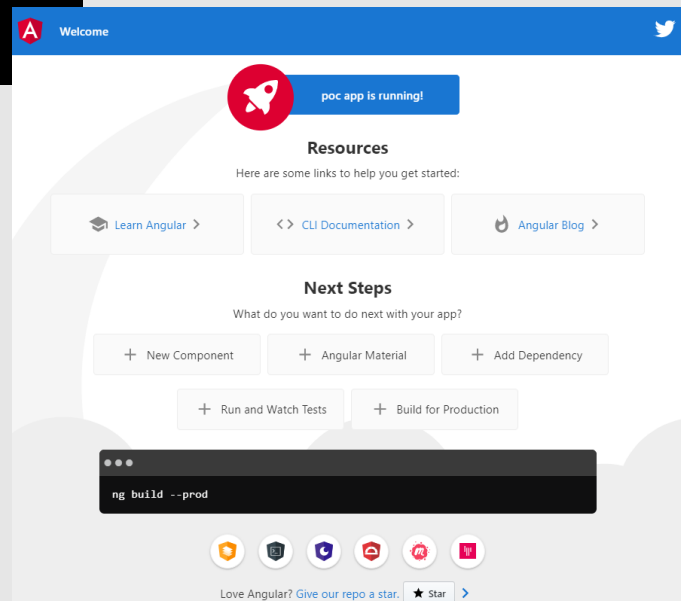 Welcome
poc app is running!
Resources
Here are some links to help you get started:
Learn Angular
CLI Documentation
Angular Blog
Next Steps
What do you want to do next with your app?
New Component
Angular Material
Add Dependency
Run and Watch Tests
Build for Production
ng build --prod
Love Angular? Give our repo a star. Star